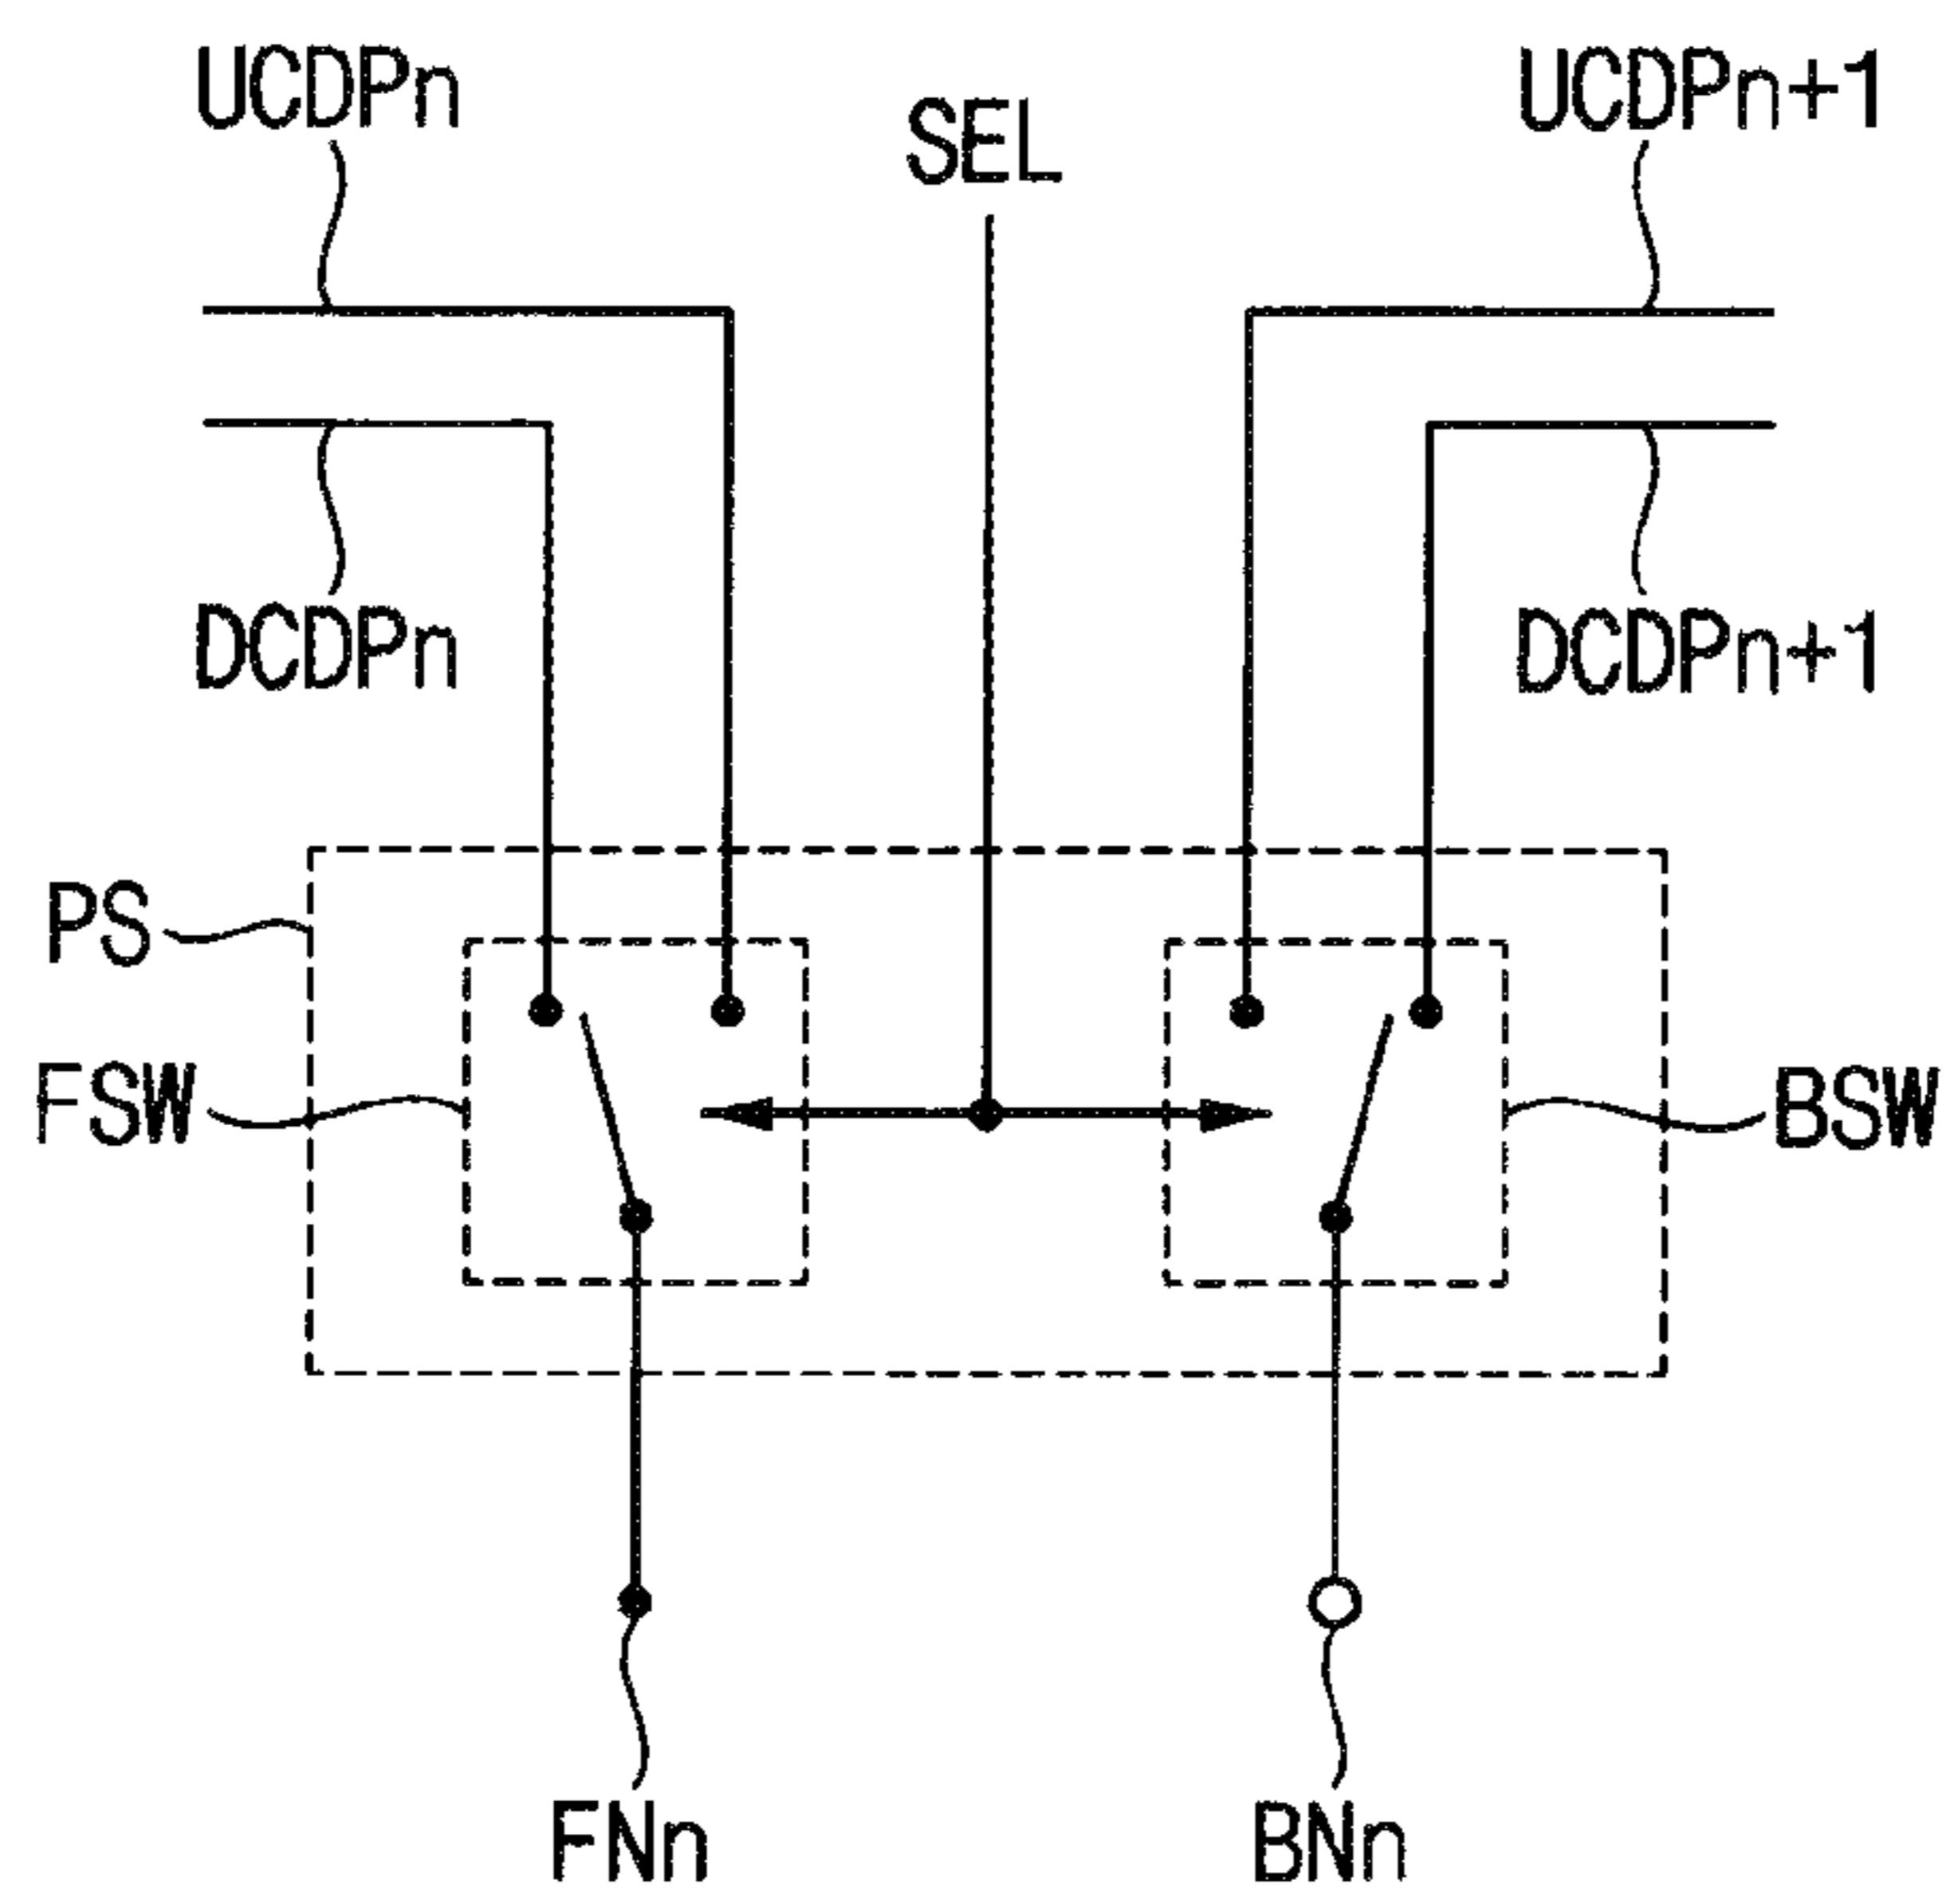 UCDPn
SEL
UCDPn+1
DCDPn
DCDPn+1
PS
FSW
BSW
FNn
BNn